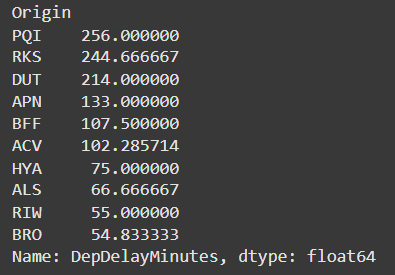 Origin
PQI    256.000000
RKS    244.666667
DUT    214.000000
APN    133.000000
BFF    107.500000
ACV    102.285714
HYA     75.000000
ALS     66.666667
RIW     55.000000
BRO     54.833333
Name: DepDelayMinutes, dtype: float64